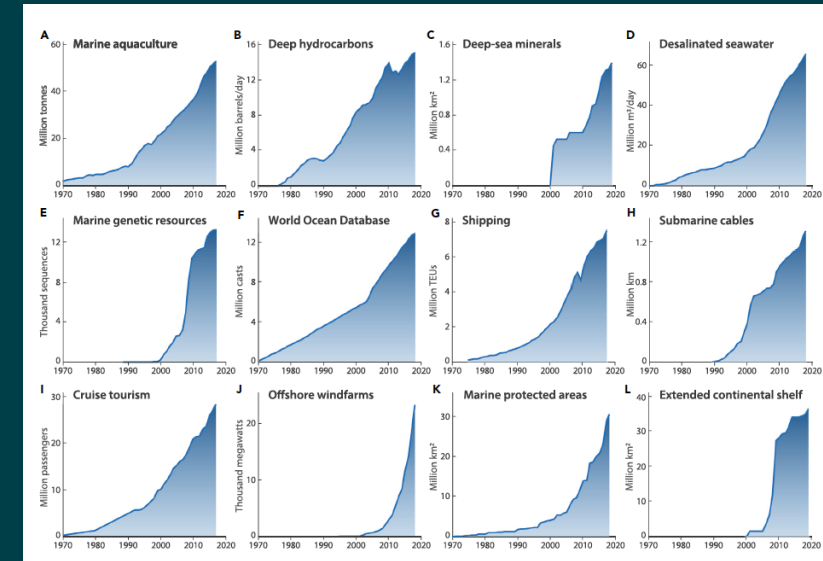 A Marine aquaculture
Million tonnes
60
40
20
0
1970 1980 1990 2000 2010 2020
B Deep hydrocarbons
Million barrels/day
16
12
8
4
0
1970 1980 1990 2000 2010 2020
C Deep-sea minerals
Million km²
1.6
1.2
0.8
0.4
0
1970 1980 1990 2000 2010 2020
D Desalinated seawater
Million m³/day
60
40
20
0
1970 1980 1990 2000 2010 2020
E Marine genetic resources
Thousand sequences
12
8
4
0
1970 1980 1990 2000 2010 2020
F World Ocean Database
Million casts
12
8
4
0
1970 1980 1990 2000 2010 2020
G Shipping
Million TEUs
8
6
4
2
0
1970 1980 1990 2000 2010 2020
H Submarine cables
Million km
1.2
0.8
0.4
0
1970 1980 1990 2000 2010 2020
I Cruise tourism
Million passengers
30
20
10
0
1970 1980 1990 2000 2010 2020
J Offshore windfarms
Thousand megawatts
20
10
0
1970 1980 1990 2000 2010 2020
K Marine protected areas
Million km²
30
20
10
0
1970 1980 1990 2000 2010 2020
L Extended continental shelf
Million km²
40
30
20
10
0
1970 1980 1990 2000 2010 2020